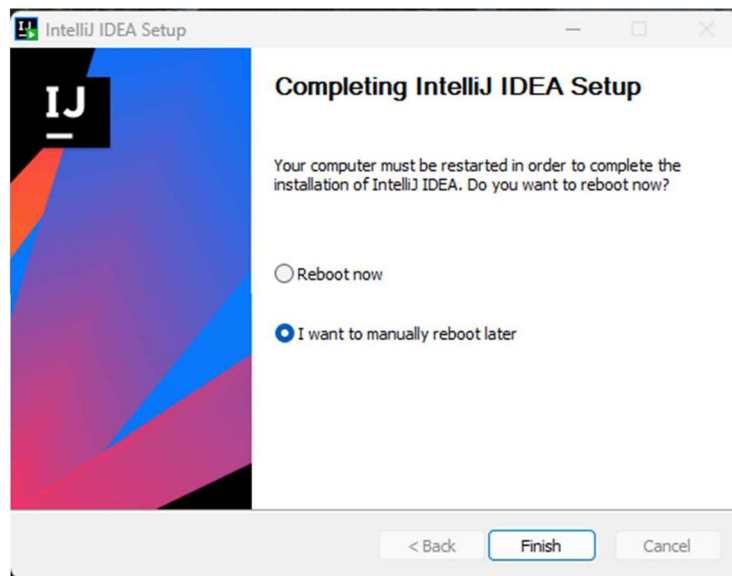 IntelliJ IDEA Setup
IJ
Completing IntelliJ IDEA Setup
Your computer must be restarted in order to complete the
installation of IntelliJ IDEA. Do you want to reboot now?
Reboot now
I want to manually reboot later
< Back Finish Cancel